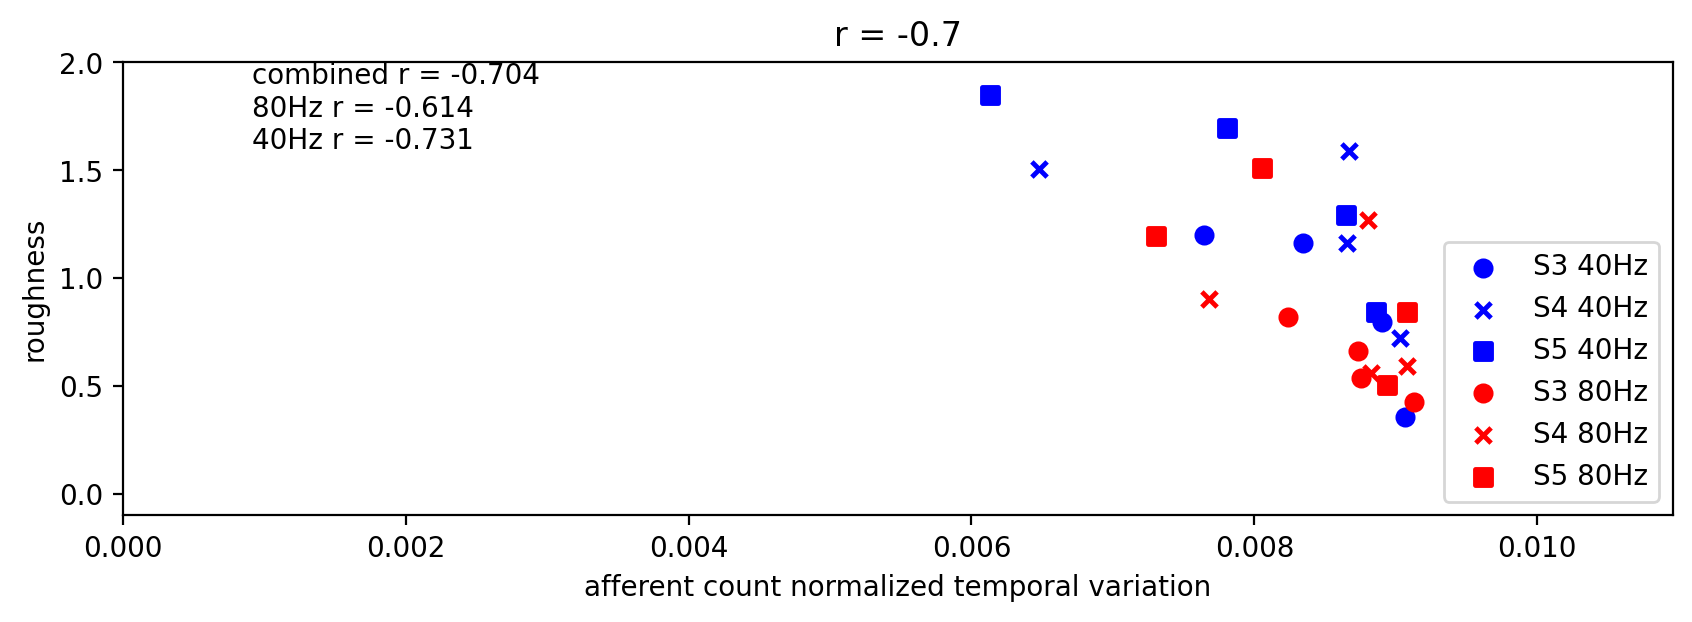 r = -0.7
combined r = -0.704
80Hz r = -0.614
40Hz r = -0.731
2.0
1.5
1.0
0.5
0.0
roughness
S3 40Hz
S4 40Hz
S5 40Hz
S3 80Hz
S4 80Hz
S5 80Hz
0.000 0.002 0.004 0.006 0.008 0.010
afferent count normalized temporal variation